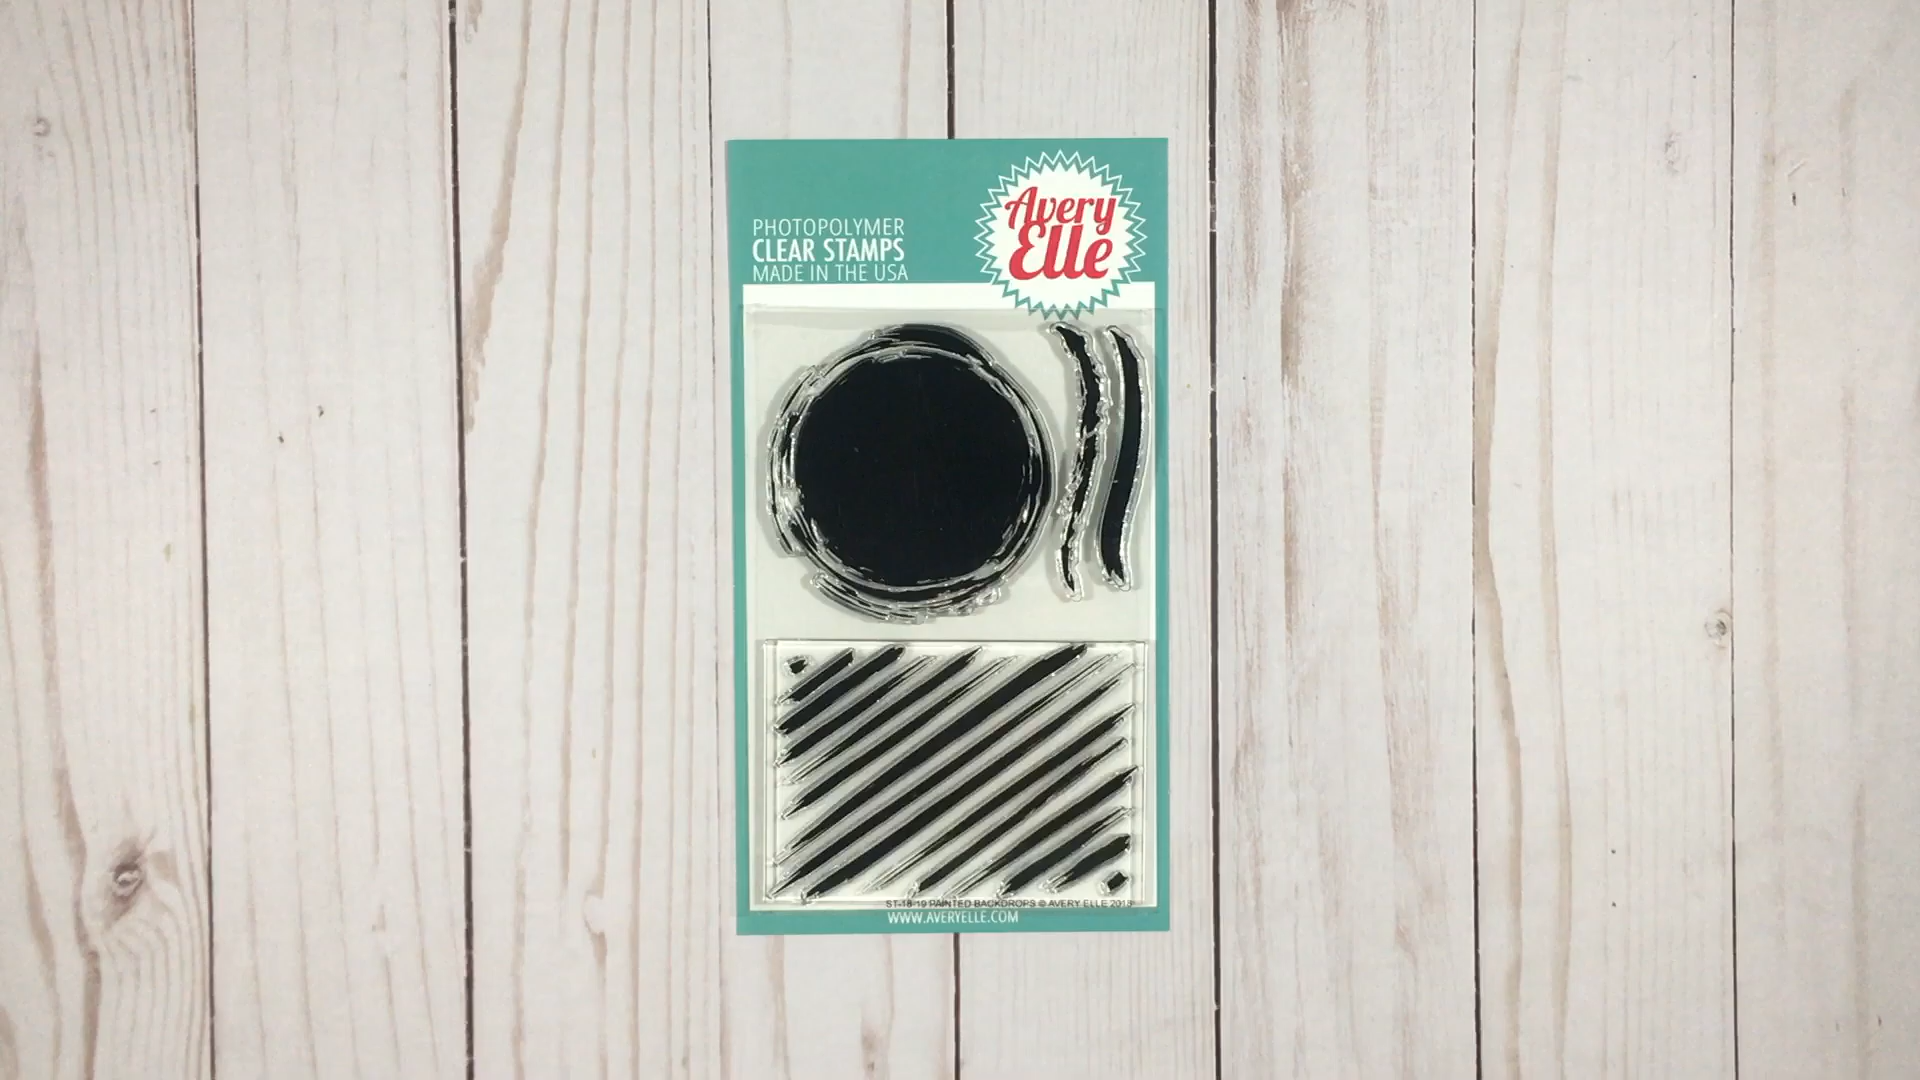 PHOTOPOLYMER
CLEAR STAMPS
MADE IN THE USA
Avery
Elle
ST-18-19 PAINTED BACKDROPS © AVERY ELLE 2018
WWW.AVERYELLE.COM